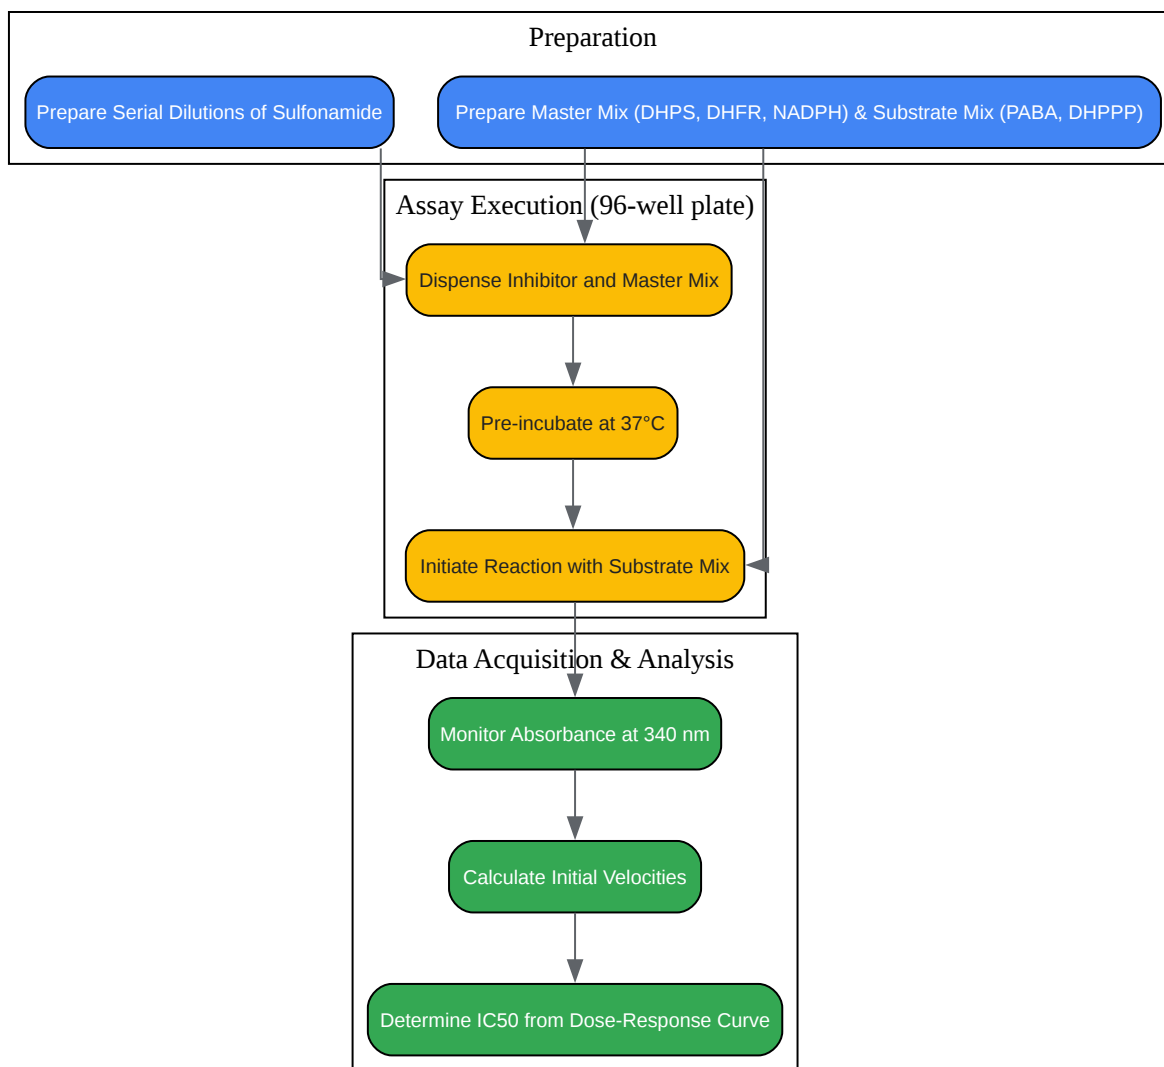 Preparation
Prepare Serial Dilutions of Sulfonamide
Prepare Master Mix (DHPS, DHFR, NADPH) & Substrate Mix (PABA, DHPPP)
Assay Execution (96-well plate)
Dispense Inhibitor and Master Mix
Pre-incubate at 37°C
Initiate Reaction with Substrate Mix
Data Acquisition & Analysis
Monitor Absorbance at 340 nm
Calculate Initial Velocities
Determine IC50 from Dose-Response Curve